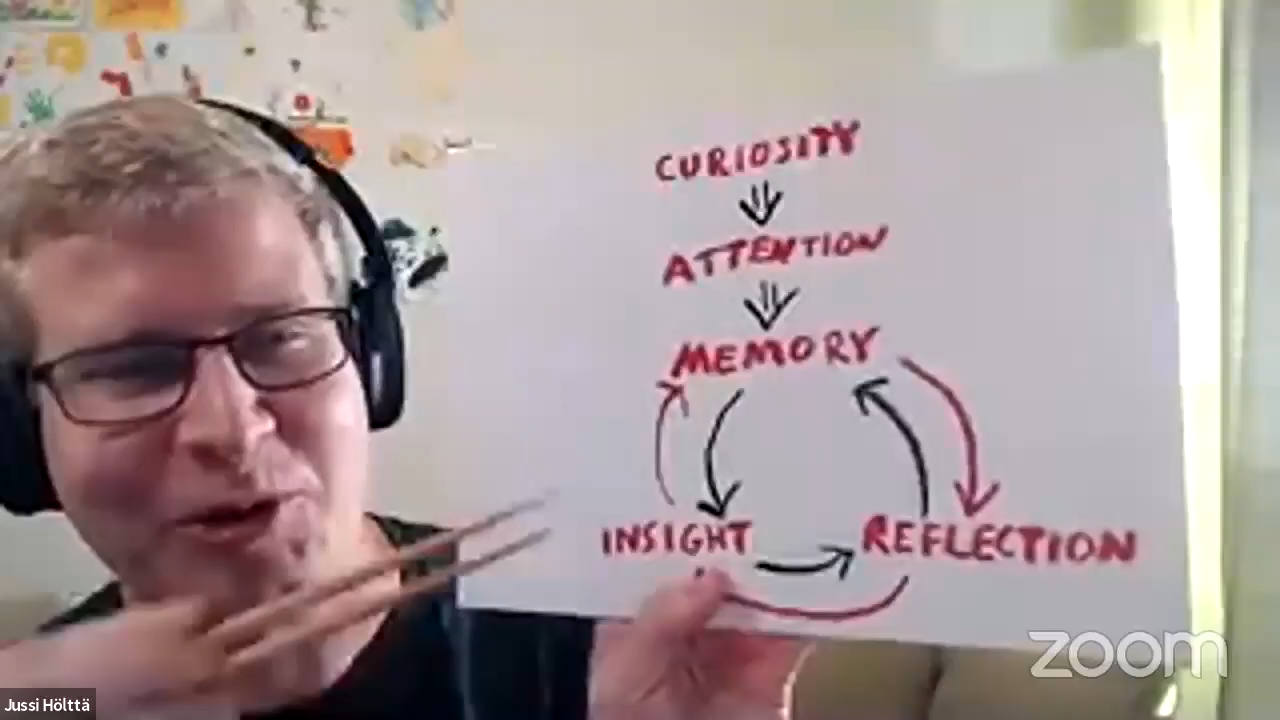 CURIOSITY
ATTENTION
MEMORY
INSIGHT REFLECTION
zoom
Jussi Hölttä